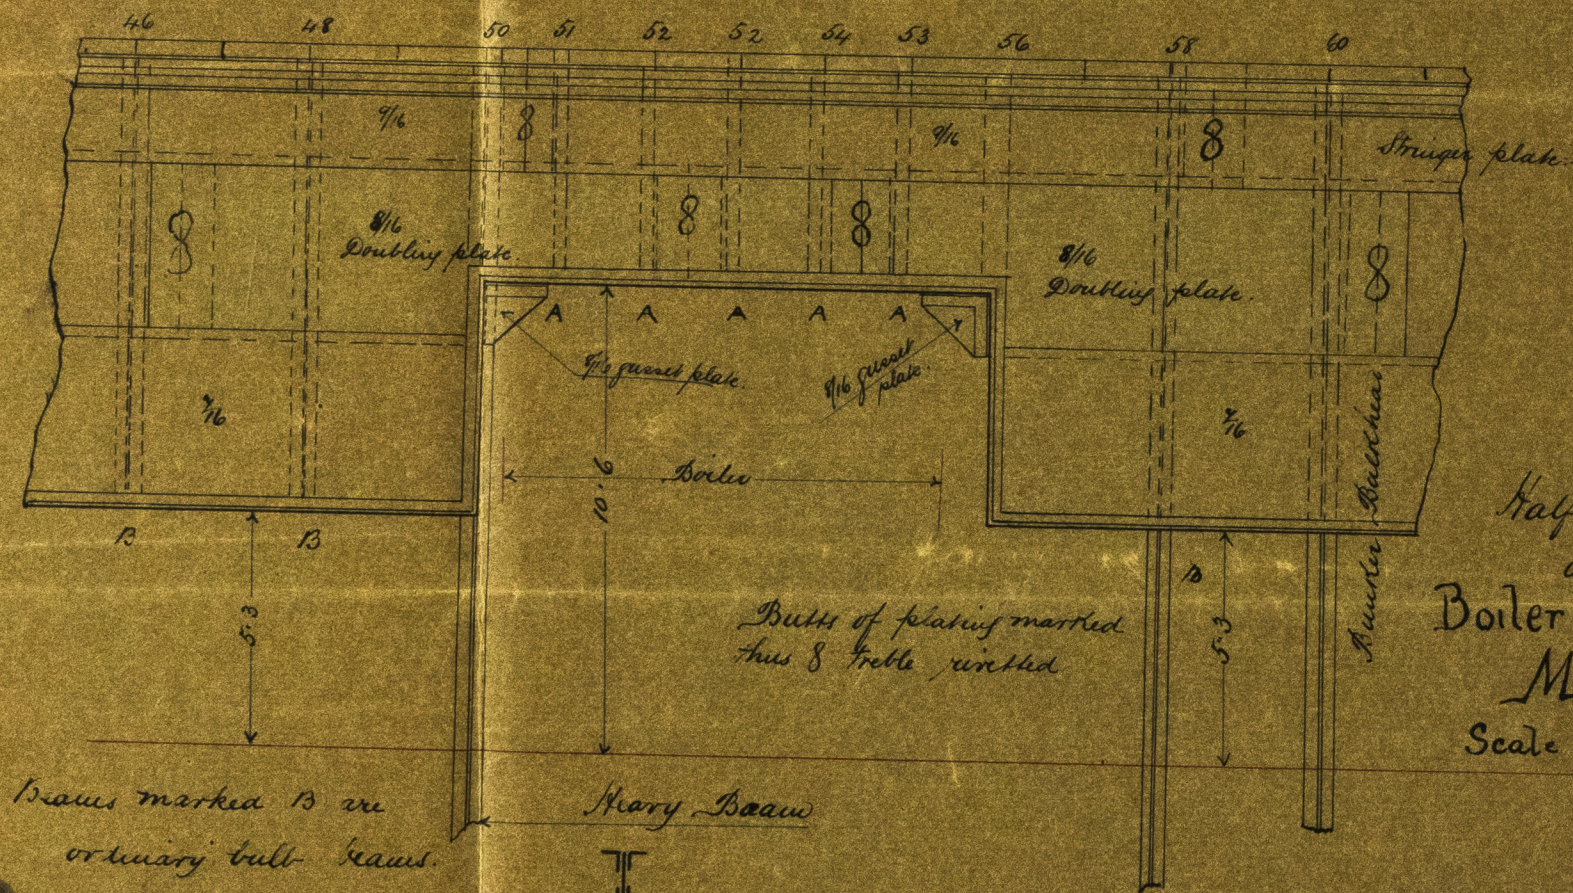 46 48 50 51 52 52 54 53 56 58 60
9/16 8 9/16 8 Stringer plate
8 8/16 8 8 8/16 8
Doubling plate. Doubling plate.
A A A A A
8/16 gusset plate. 8/16 gusset
plate.
7/16 7/16
Boiler
10.6
Bunker Bulkhead
B B B
5.3 5.3
Half
Boiler
M
Scale
Butts of plating marked
thus 8 Treble rivetted
Beams marked B are
ordinary bulb beams.
Heavy Beam